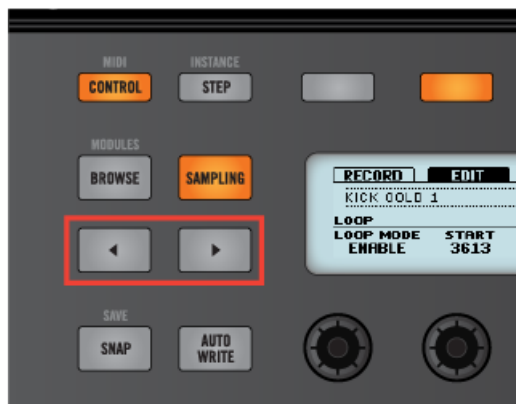 MIDI
CONTROL
INSTANCE
STEP
MODULES
BROWSE
SAMPLING
SAVE
SNAP
AUTO
WRITE
RECORD EDIT
KICK GOLD 1
LOOP
LOOP MODE START
ENABLE 3613